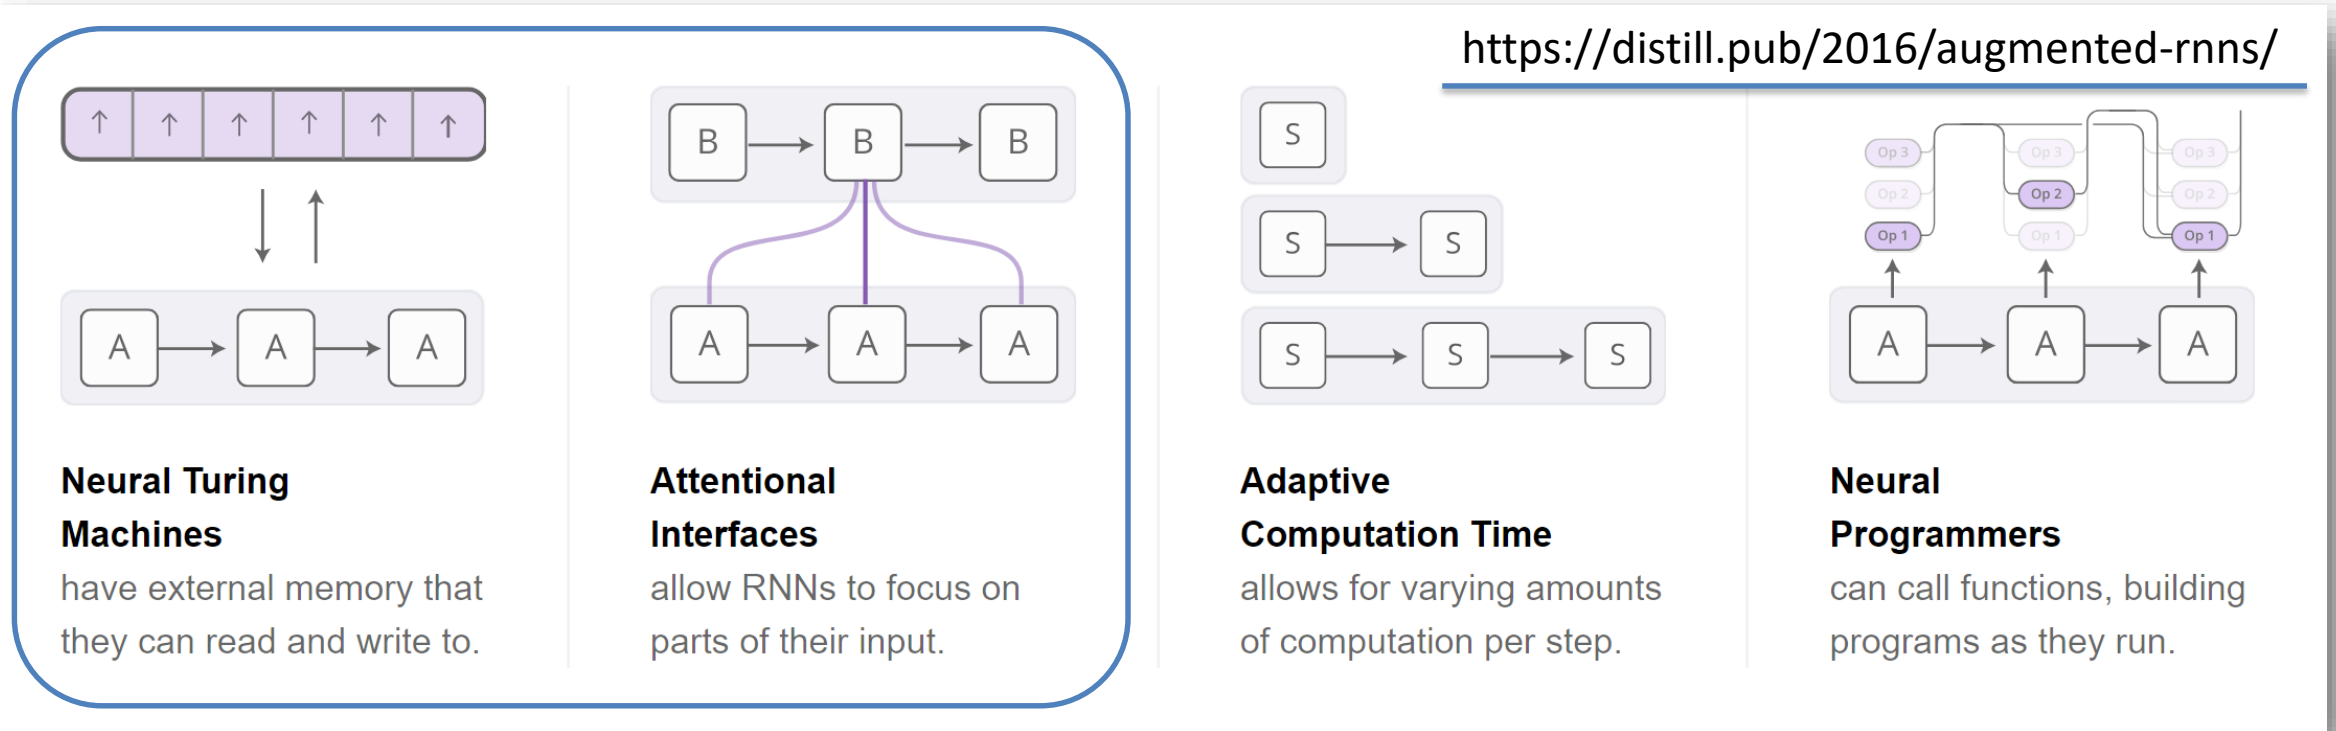 https://distill.pub/2016/augmented-rnns/
↑ ↑ ↑ ↑ ↑ ↑
A A A
Neural Turing
Machines
have external memory that
they can read and write to.
B B B
A A A
Attentional
Interfaces
allow RNNs to focus on
parts of their input.
S
S S
S S S
Adaptive
Computation Time
allows for varying amounts
of computation per step.
Op 3 Op 3 Op 3
Op 2 Op 2 Op 2
Op 1 Op 1 Op 1
A A A
Neural
Programmers
can call functions, building
programs as they run.